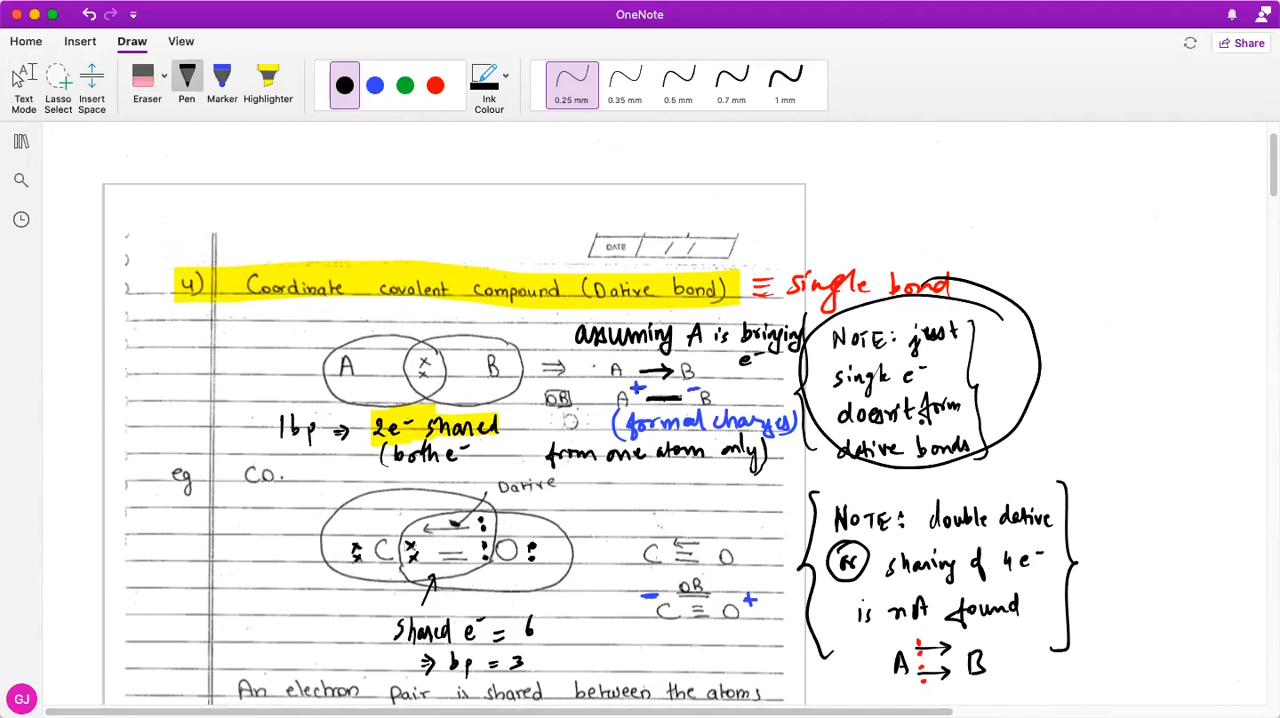 OneNote
Home Insert Draw View
Share
Text Mode
Lasso Select
Insert Space
Eraser
Pen
Marker
Highlighter
Ink Colour
0.25 mm
0.35 mm
0.5 mm
0.7 mm
1 mm
DATE / /
4) Coordinate covalent compound (Dative bond) ≡ single bond
assuming A is bringing e⁻
A x x B ⇒ A → B
OR A⁺ — ⁻B
(formal charges)
1 bp ⇒ 2e⁻ shared
(both e⁻ from one atom only)
NOTE: just
single e⁻
doesn't form
dative bonds
eg CO.
Dative
C = O
C ≡ O
OR
⁻C ≡ O⁺
shared e⁻ = 6
⇒ bp = 3
NOTE: double dative
or sharing of 4e⁻
is not found
A B
An electron pair is shared between the atoms
GJ